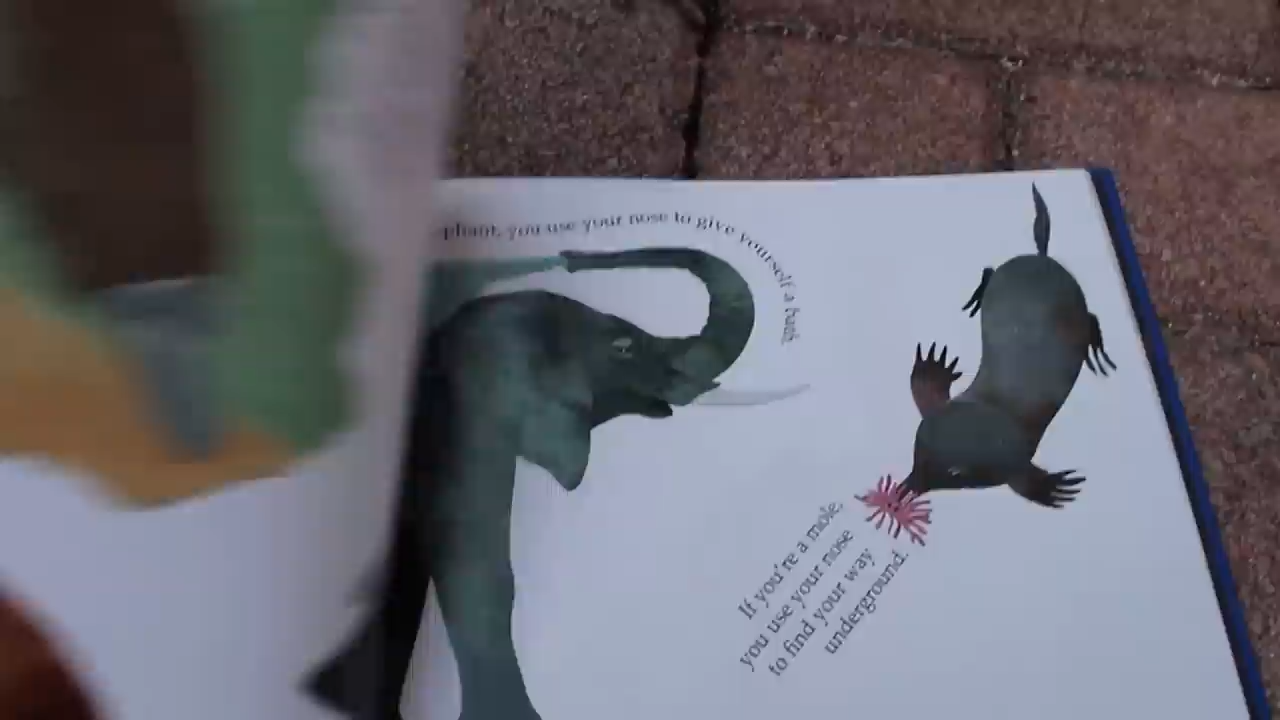 phant, you use your nose to give yourself a bath.
If you're a mole,
you use your nose
to find your way
underground.